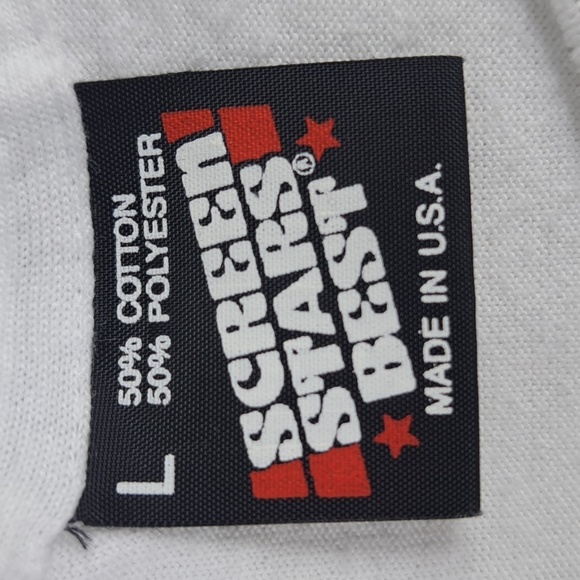 L
50% COTTON
50% POLYESTER
SCREEN
STARS®
BEST
MADE IN U.S.A.